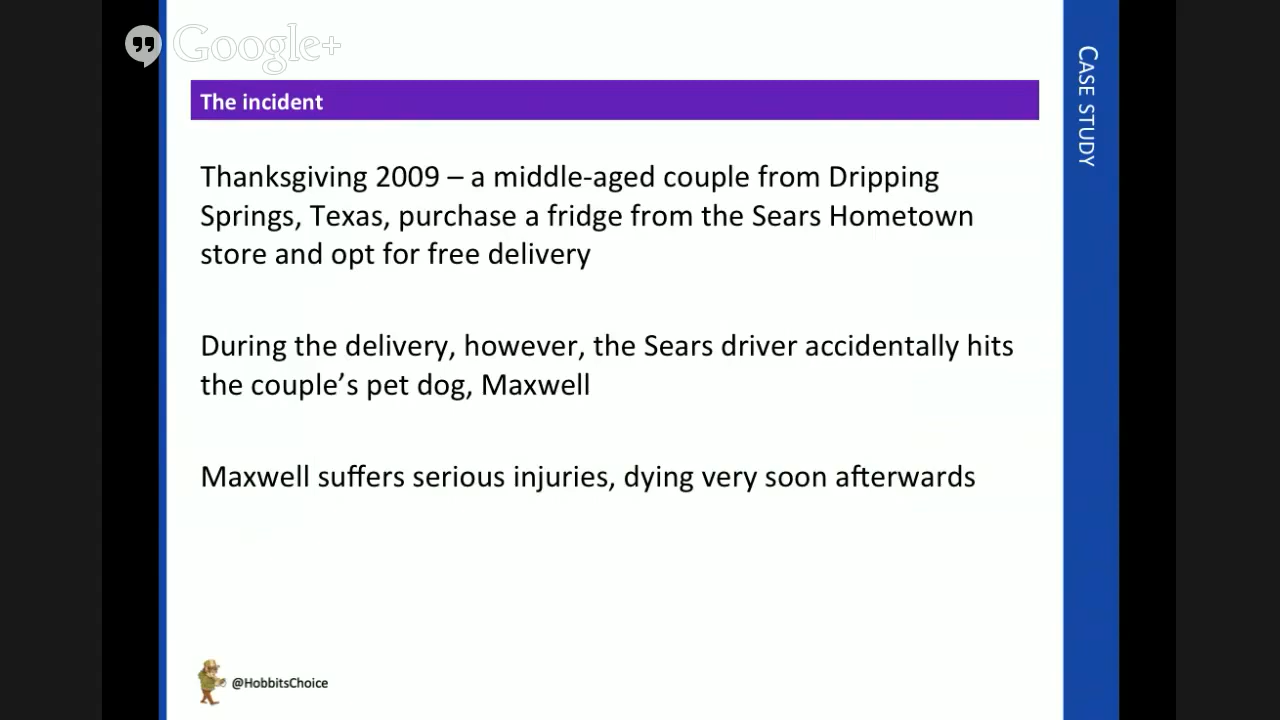 Google+
The incident
CASE STUDY
Thanksgiving 2009 – a middle-aged couple from Dripping
Springs, Texas, purchase a fridge from the Sears Hometown
store and opt for free delivery
During the delivery, however, the Sears driver accidentally hits
the couple’s pet dog, Maxwell
Maxwell suffers serious injuries, dying very soon afterwards
@HobbitsChoice